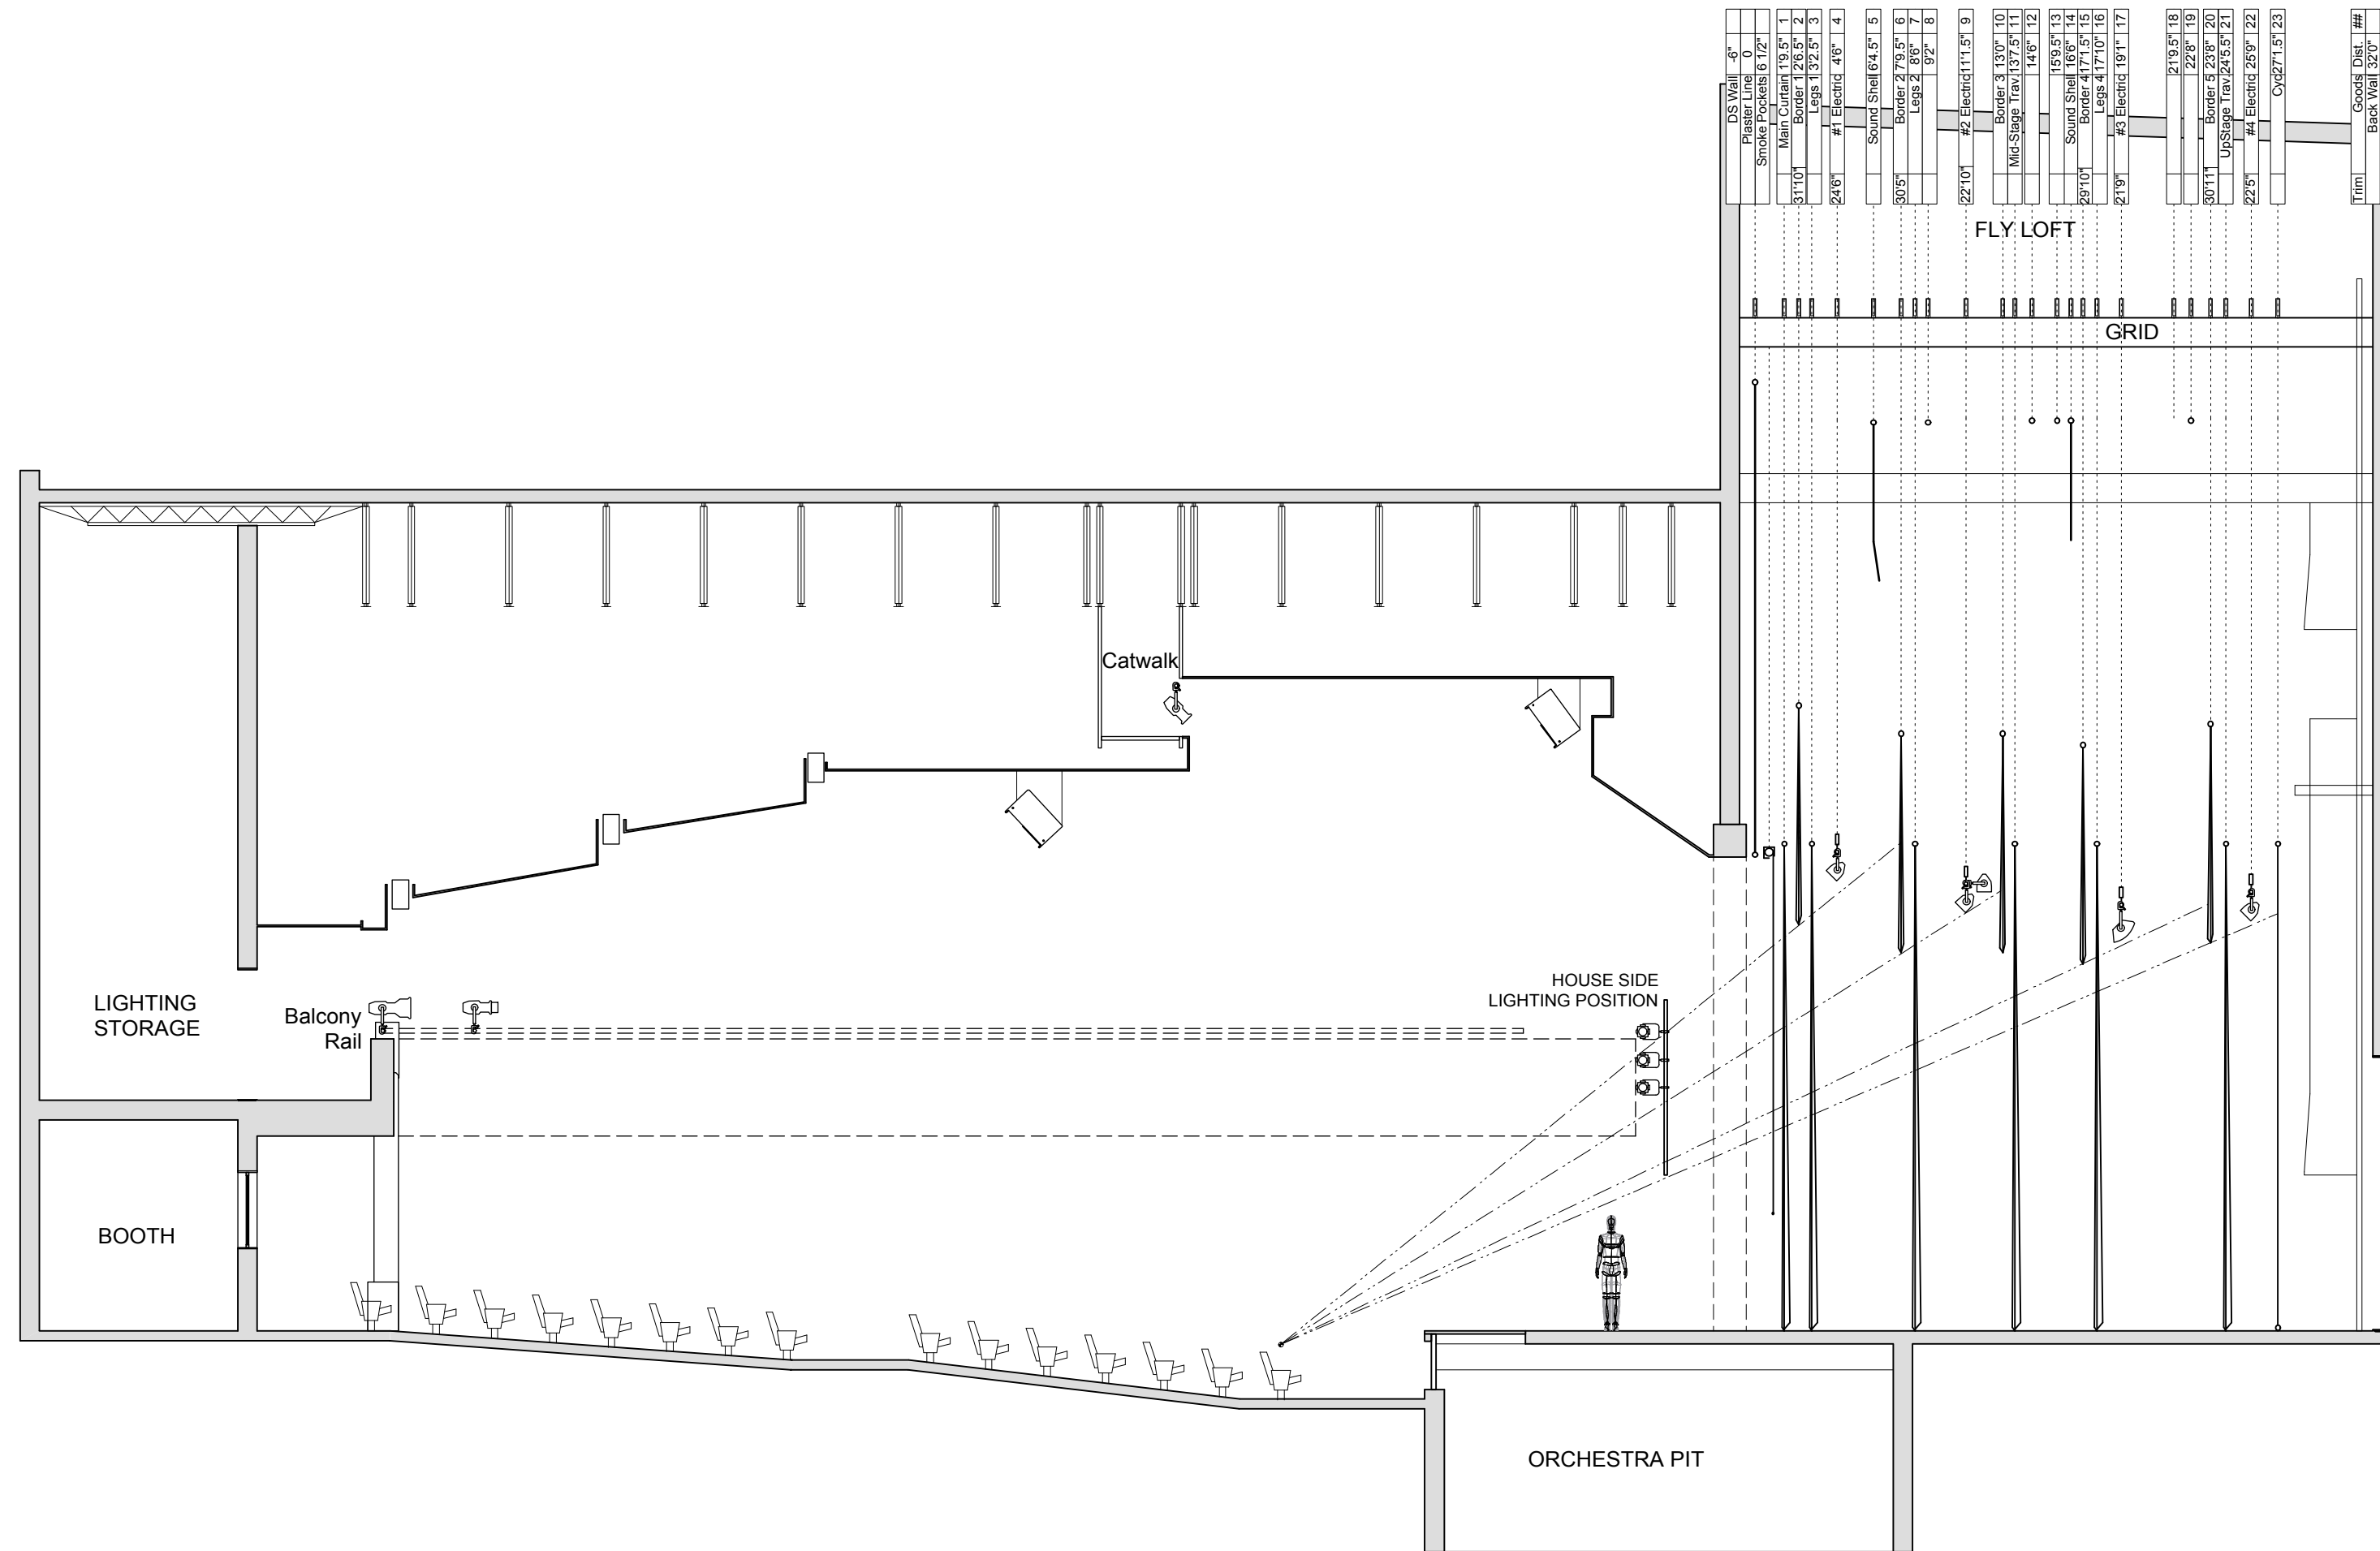 DS Wall -6"
Plaster Line 0
Smoke Pockets 6 1/2"
Main Curtain 1'9.5" 1
31'10" Border 1 2'6.5" 2
Legs 1 3'2.5" 3
24'6" #1 Electric 4'6" 4
Sound Shell 6'4.5" 5
30'5" Border 2 7'9.5" 6
Legs 2 8'6" 7
9'2" 8
22'10" #2 Electric 11'1.5" 9
Border 3 13'0" 10
Mid-Stage Trav. 13'7.5" 11
14'6" 12
15'9.5" 13
Sound Shell 16'6" 14
29'10" Border 4 17'1.5" 15
Legs 4 17'10" 16
21'9" #3 Electric 19'1" 17
21'9.5" 18
22'8" 19
30'11" Border 5 23'8" 20
UpStage Trav. 24'5.5" 21
22'5" #4 Electric 25'9" 22
Cyc 27'1.5" 23
Trim Goods Dist. ##
Back Wall 32'0"
FLY LOFT
GRID
Catwalk
HOUSE SIDE
LIGHTING POSITION
LIGHTING
STORAGE
Balcony
Rail
BOOTH
ORCHESTRA PIT